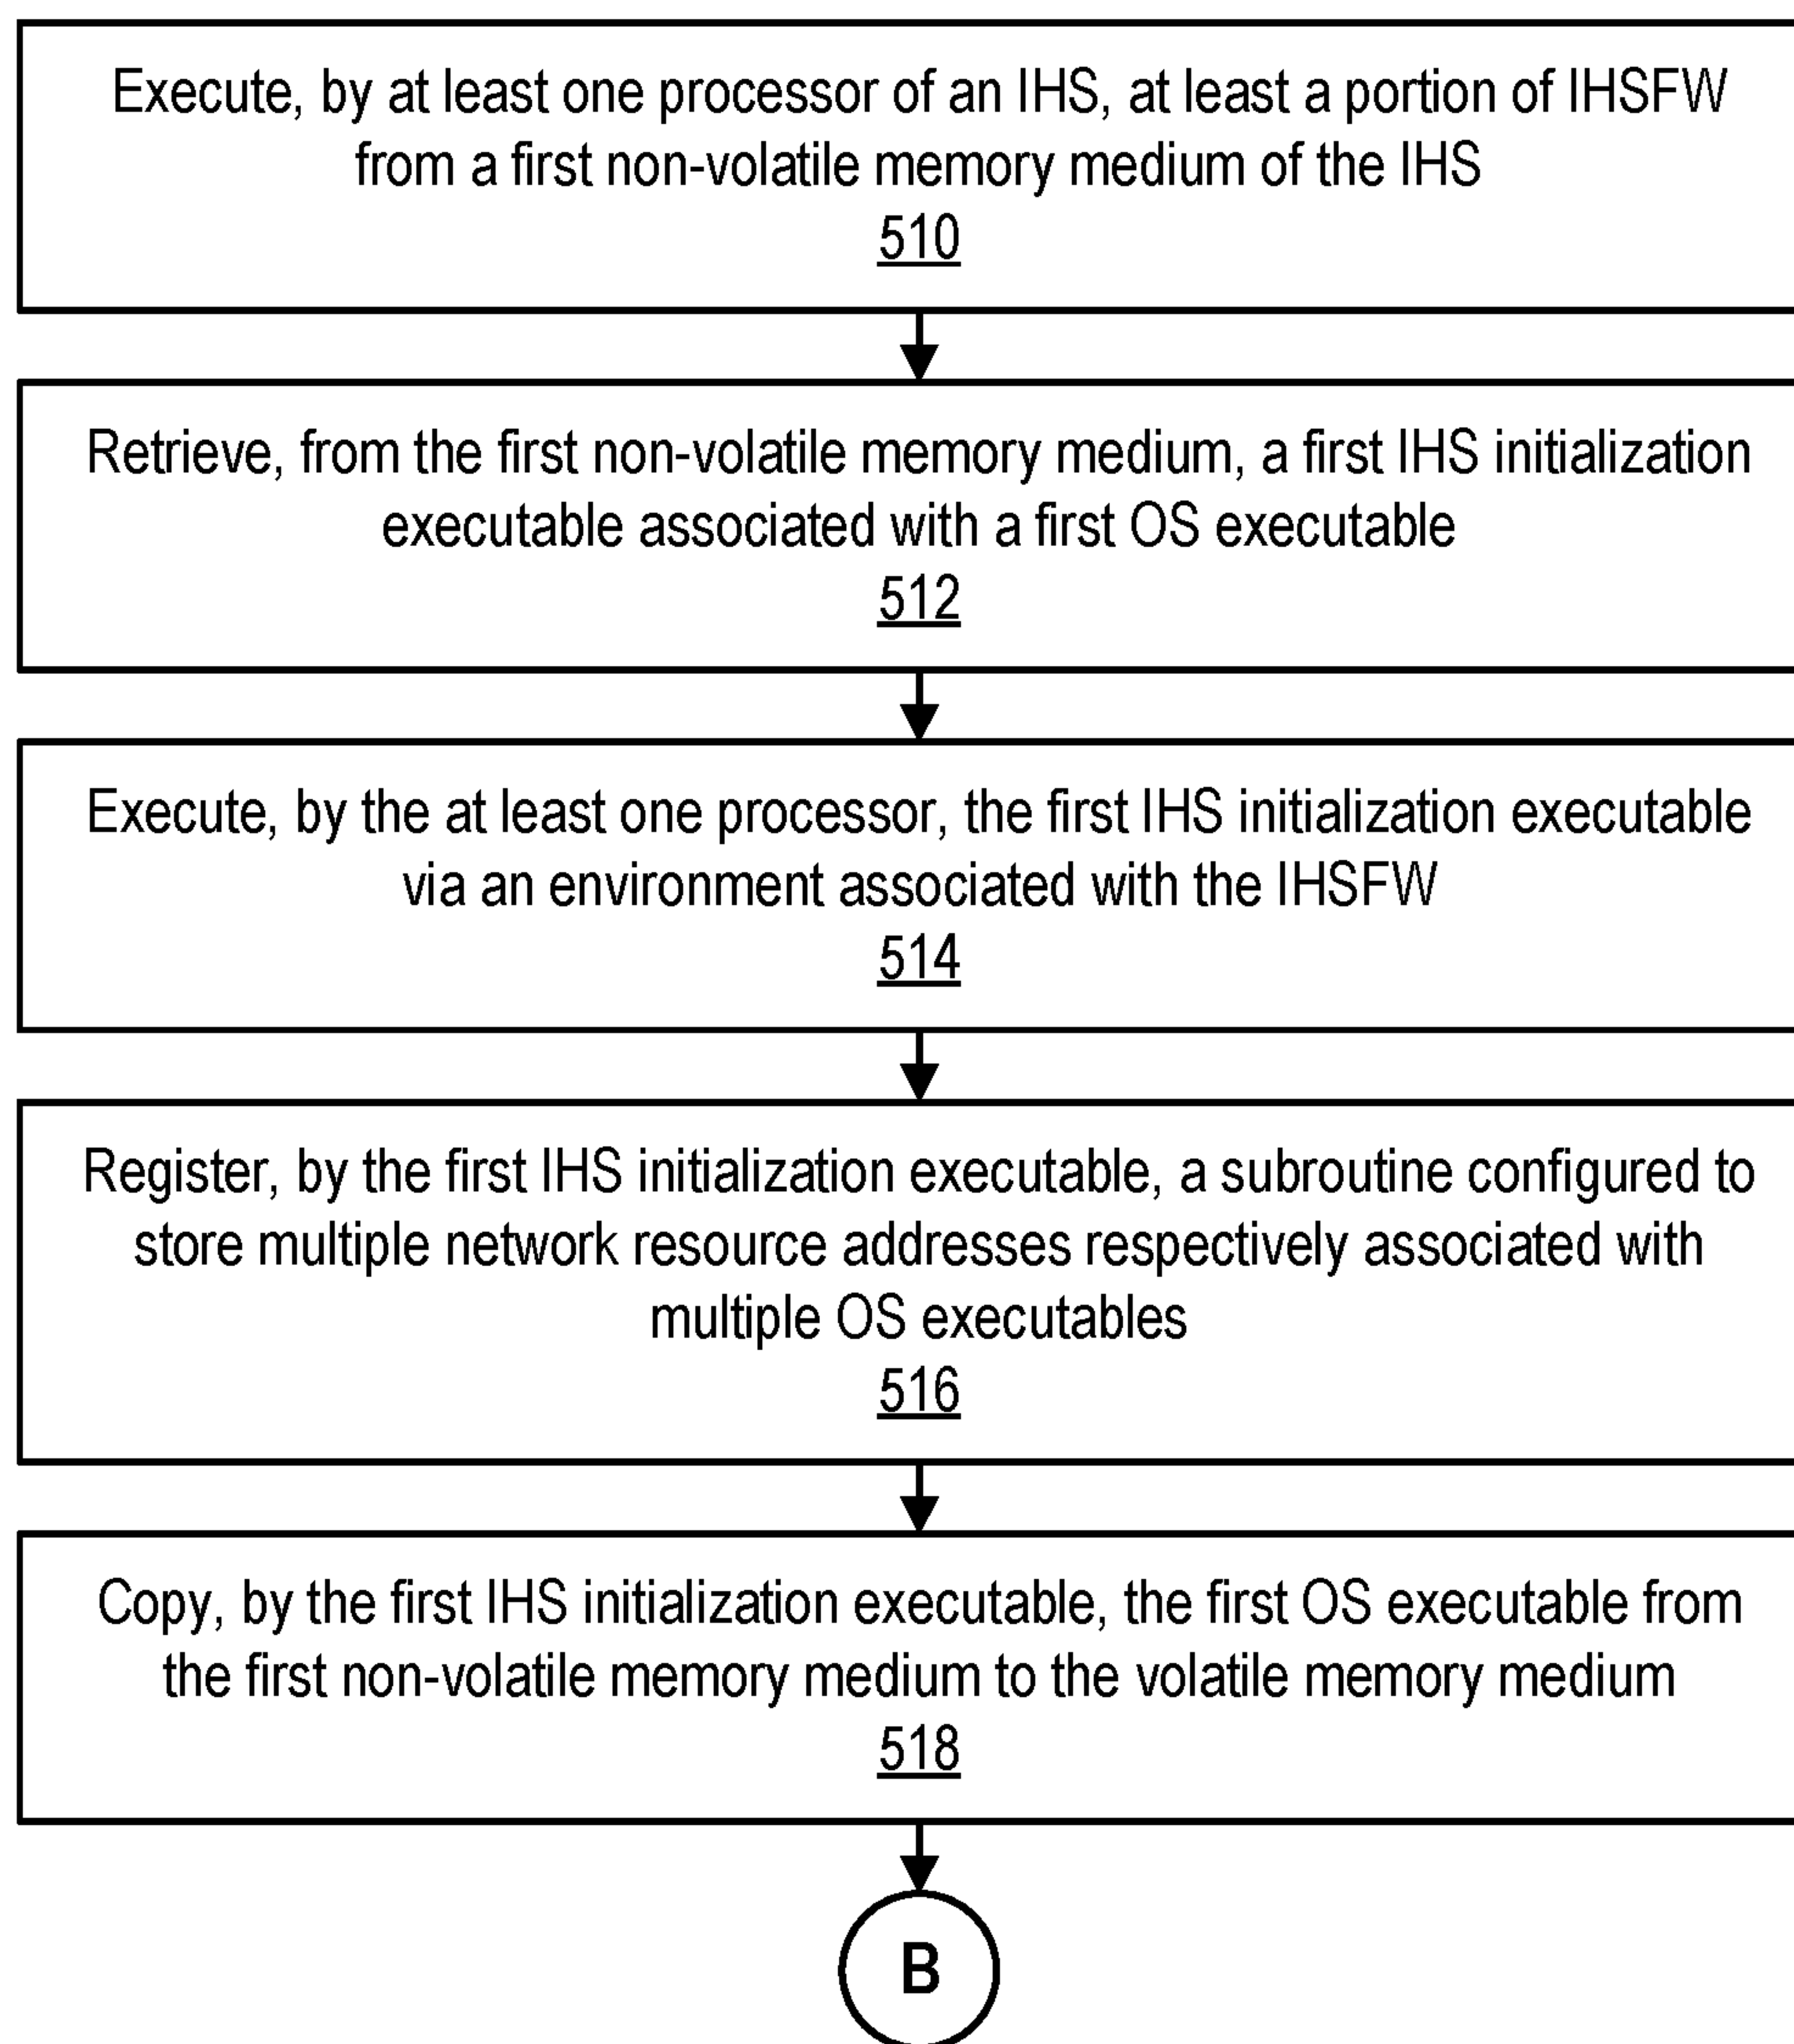 Execute, by at least one processor of an IHS, at least a portion of IHSFW
from a first non-volatile memory medium of the IHS
510
Retrieve, from the first non-volatile memory medium, a first IHS initialization
executable associated with a first OS executable
512
Execute, by the at least one processor, the first IHS initialization executable
via an environment associated with the IHSFW
514
Register, by the first IHS initialization executable, a subroutine configured to
store multiple network resource addresses respectively associated with
multiple OS executables
516
Copy, by the first IHS initialization executable, the first OS executable from
the first non-volatile memory medium to the volatile memory medium
518
B